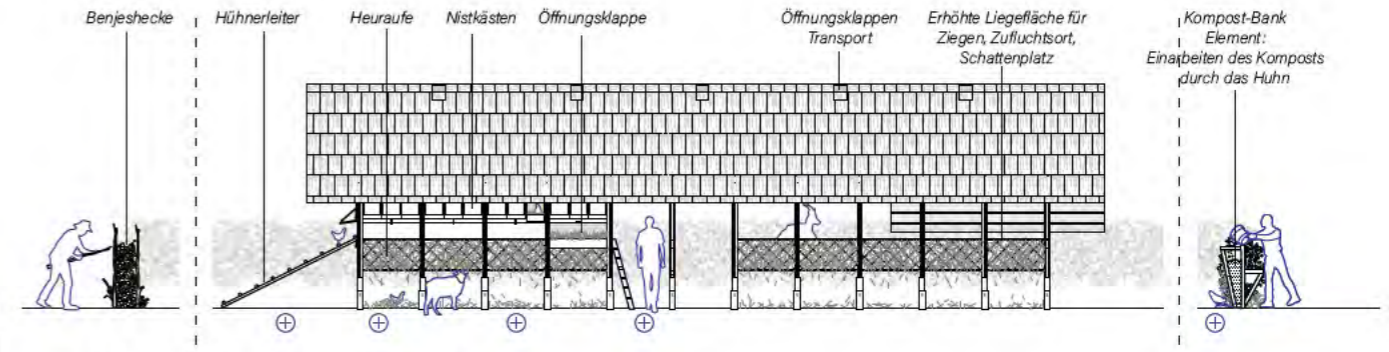 Benjeshecke
Hühnerleiter
Heuraufe
Nistkästen
Öffnungsklappe
Öffnungsklappen
Transport
Erhöhte Liegefläche für
Ziegen, Zufluchtsort,
Schattenplatz
Kompost-Bank
Element:
Einarbeiten des Komposts
durch das Huhn